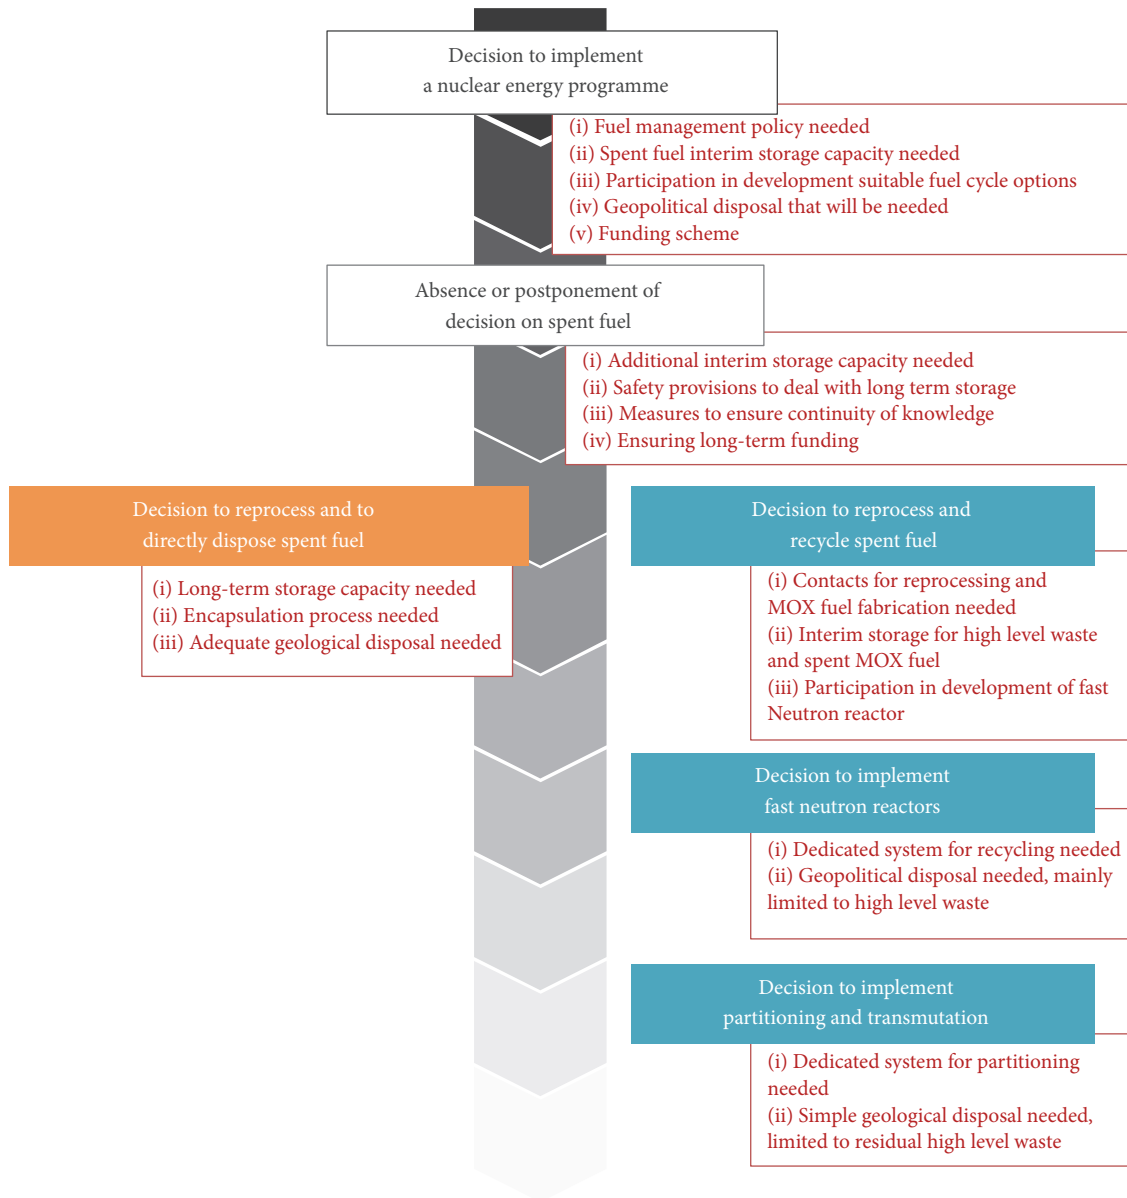 Decision to implement
a nuclear energy programme
(i) Fuel management policy needed
(ii) Spent fuel interim storage capacity needed
(iii) Participation in development suitable fuel cycle options
(iv) Geopolitical disposal that will be needed
(v) Funding scheme
Absence or postponement of
decision on spent fuel
(i) Additional interim storage capacity needed
(ii) Safety provisions to deal with long term storage
(iii) Measures to ensure continuity of knowledge
(iv) Ensuring long-term funding
Decision to reprocess and to
directly dispose spent fuel
(i) Long-term storage capacity needed
(ii) Encapsulation process needed
(iii) Adequate geological disposal needed
Decision to reprocess and
recycle spent fuel
(i) Contacts for reprocessing and
MOX fuel fabrication needed
(ii) Interim storage for high level waste
and spent MOX fuel
(iii) Participation in development of fast
Neutron reactor
Decision to implement
fast neutron reactors
(i) Dedicated system for recycling needed
(ii) Geopolitical disposal needed, mainly
limited to high level waste
Decision to implement
partitioning and transmutation
(i) Dedicated system for partitioning
needed
(ii) Simple geological disposal needed,
limited to residual high level waste